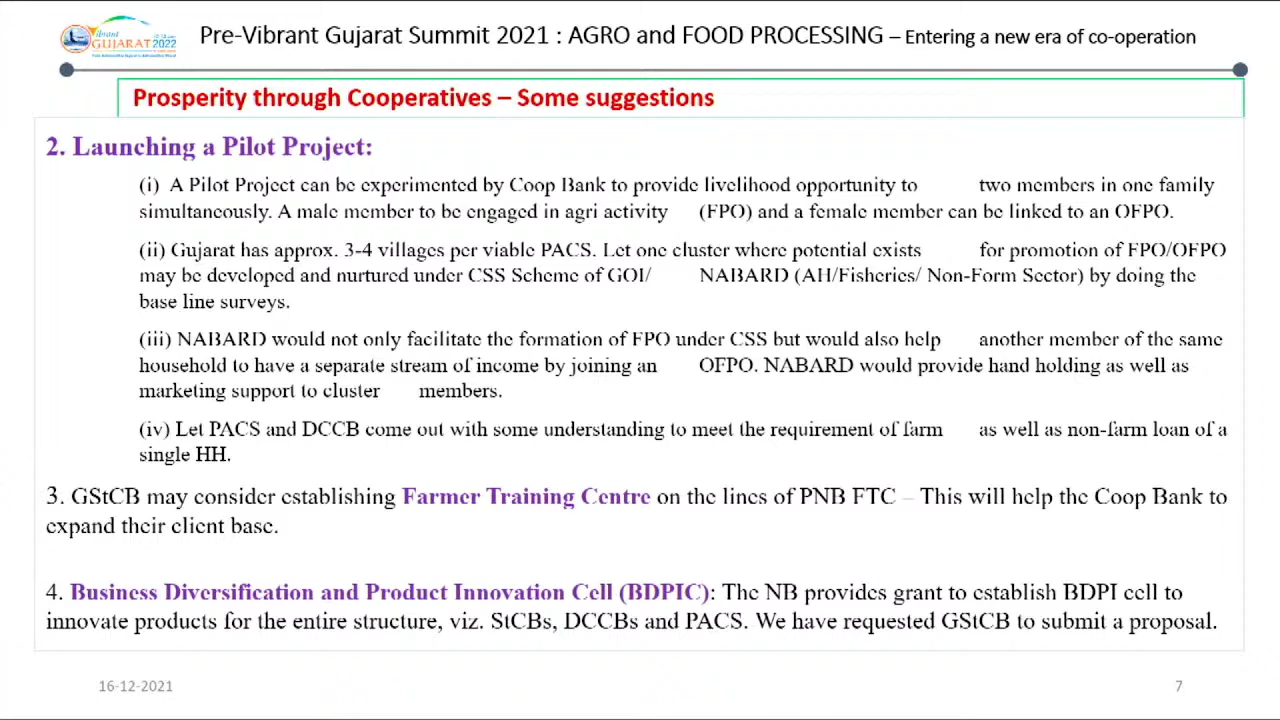 Vibrant
GUJARAT 2022
Pre-Vibrant Gujarat Summit 2021 : AGRO and FOOD PROCESSING – Entering a new era of co-operation
Prosperity through Cooperatives – Some suggestions
2. Launching a Pilot Project:
(i) A Pilot Project can be experimented by Coop Bank to provide livelihood opportunity to two members in one family
simultaneously. A male member to be engaged in agri activity (FPO) and a female member can be linked to an OFPO.
(ii) Gujarat has approx. 3-4 villages per viable PACS. Let one cluster where potential exists for promotion of FPO/OFPO
may be developed and nurtured under CSS Scheme of GOI/ NABARD (AH/Fisheries/ Non-Form Sector) by doing the
base line surveys.
(iii) NABARD would not only facilitate the formation of FPO under CSS but would also help another member of the same
household to have a separate stream of income by joining an OFPO. NABARD would provide hand holding as well as
marketing support to cluster members.
(iv) Let PACS and DCCB come out with some understanding to meet the requirement of farm as well as non-farm loan of a
single HH.
3. GStCB may consider establishing Farmer Training Centre on the lines of PNB FTC – This will help the Coop Bank to
expand their client base.
4. Business Diversification and Product Innovation Cell (BDPIC): The NB provides grant to establish BDPI cell to
innovate products for the entire structure, viz. StCBs, DCCBs and PACS. We have requested GStCB to submit a proposal.
16-12-2021
7